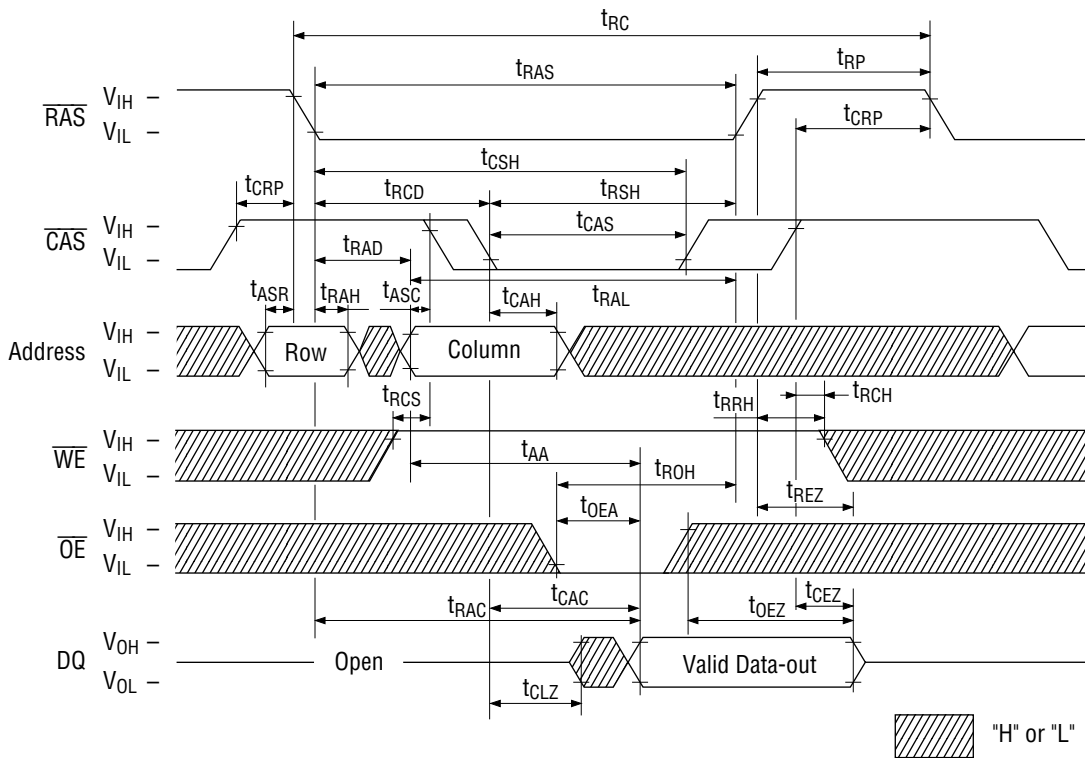 tRC
tRAS
tRP
RAS
VIH
VIL
tCRP
tCSH
tCRP
tRCD
tRSH
CAS
VIH
VIL
tCAS
tRAD
tRAL
tASR
tRAH
tASC
tCAH
Address
VIH
VIL
Row
Column
tRCS
tRRH
tRCH
WE
VIH
VIL
tAA
tROH
tREZ
tOEA
OE
VIH
VIL
tCAC
tRAC
tCEZ
tOEZ
DQ
VOH
VOL
Open
Valid Data-out
tCLZ
"H" or "L"